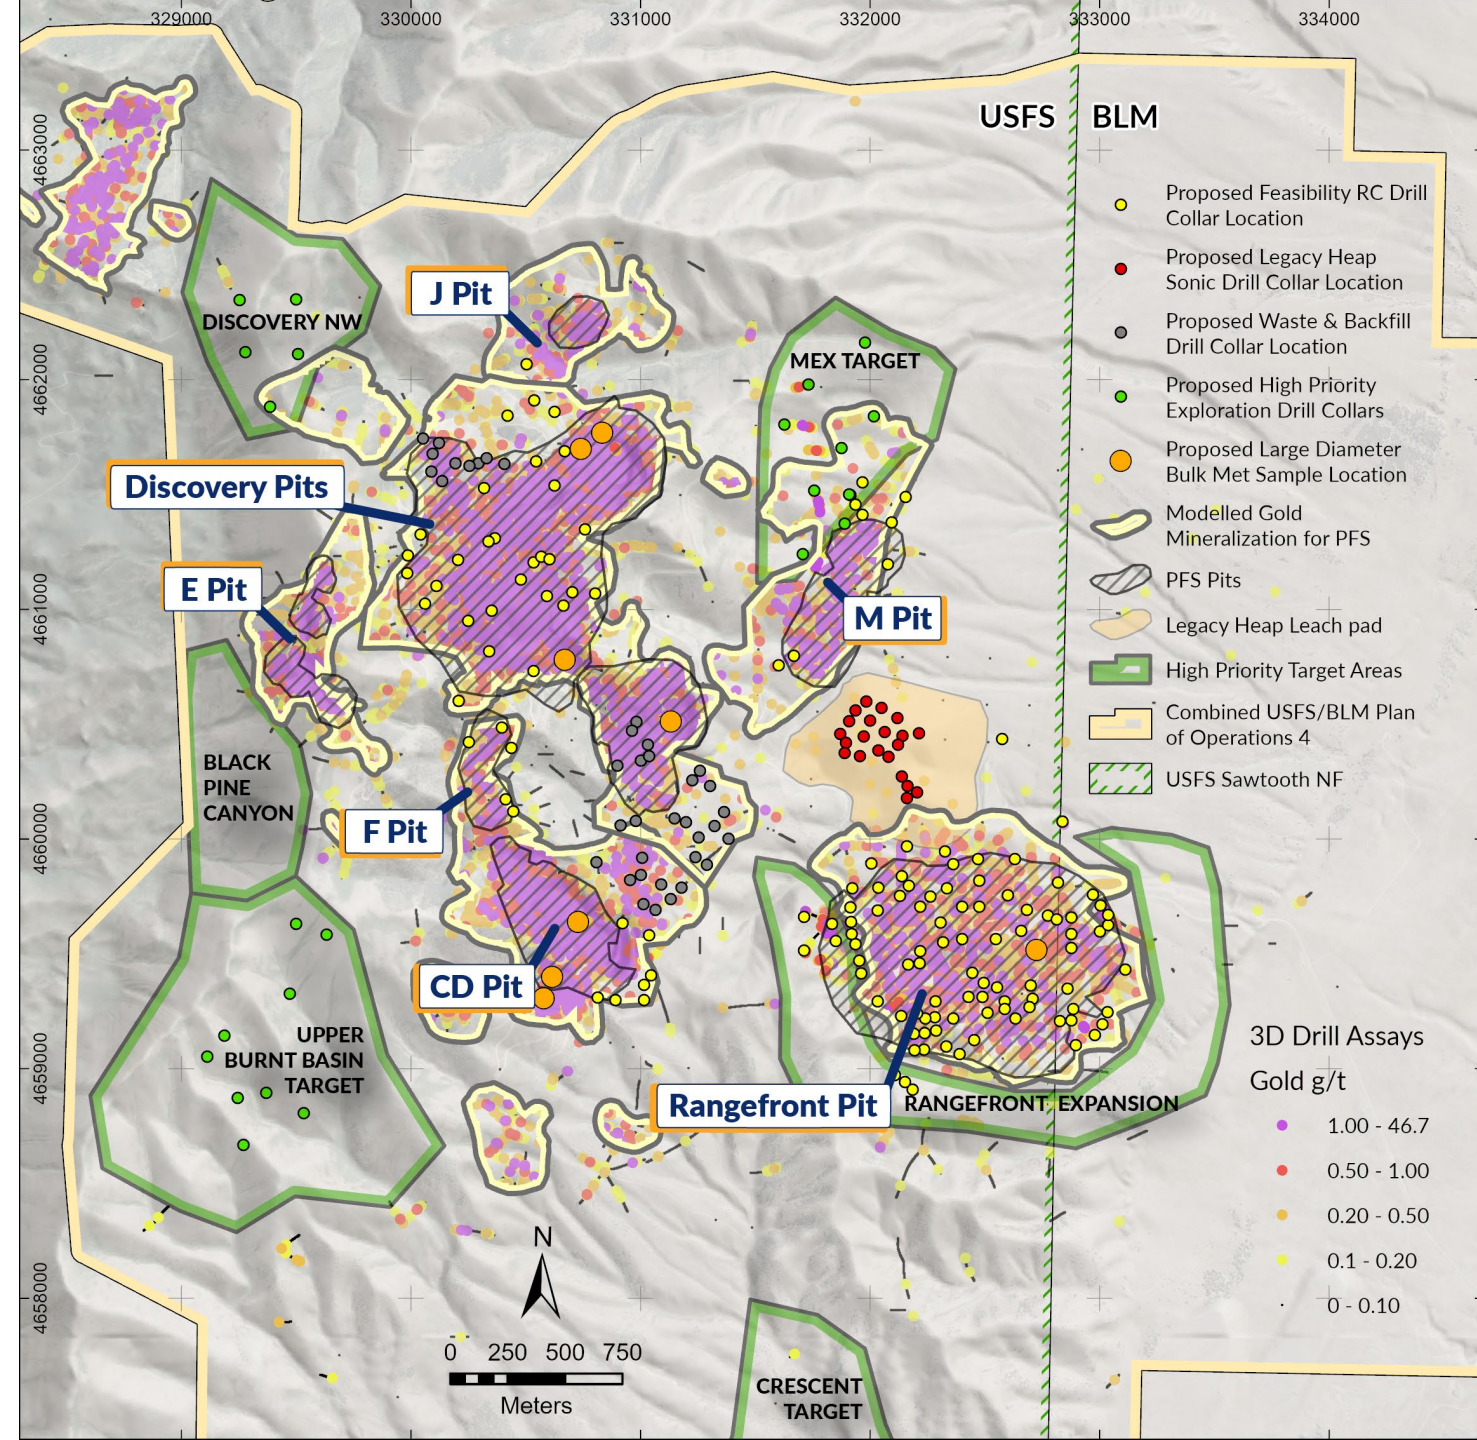 329000
330000
331000
332000
333000
334000
4663000
4662000
4661000
4660000
4659000
4658000
USFS
BLM
DISCOVERY NW
J Pit
MEX TARGET
Discovery Pits
E Pit
M Pit
BLACK
PINE
CANYON
F Pit
CD Pit
UPPER
BURNT BASIN
TARGET
Rangefront Pit
RANGEFRONT EXPANSION
CRESCENT
TARGET
N
0 250 500 750
Meters
Proposed Feasibility RC Drill
Collar Location
Proposed Legacy Heap
Sonic Drill Collar Location
Proposed Waste & Backfill
Drill Collar Location
Proposed High Priority
Exploration Drill Collars
Proposed Large Diameter
Bulk Met Sample Location
Modelled Gold
Mineralization for PFS
PFS Pits
Legacy Heap Leach pad
High Priority Target Areas
Combined USFS/BLM Plan
of Operations 4
USFS Sawtooth NF
3D Drill Assays
Gold g/t
1.00 - 46.7
0.50 - 1.00
0.20 - 0.50
0.1 - 0.20
0 - 0.10